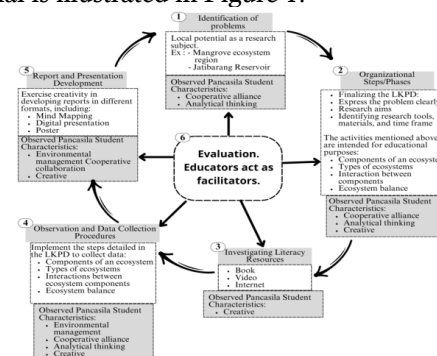 al is illustrated in Figure 1.
1
Identification of
problems
Local potential as a research
subject.
Ex : - Mangrove ecosystem
region
- Jatibarang Reservoir
Observed Pancasila Student
Characteristics:
• Cooperative alliance
• Analytical thinking
2
Organizational
Steps/Phases
• Finalizing the LKPD:
• Express the problem clearly
• Research aims
• Identifying research tools,
materials, and time frame
The activities mentioned above
are intended for educational
purposes:
• Components of an ecosystem
• Types of ecosystems
• Interaction between
components
• Ecosystem balance
Observed Pancasila Student
Characteristics:
• Cooperative alliance
• Analytical thinking
• Creative
3
Investigating Literacy
Resources
• Book
• Video
• Internet
Observed Pancasila Student
Characteristics:
• Creative
4
Observation and Data Collection
Procedures
Implement the steps detailed in
the LKPD to collect data:
• Components of an ecosystem
• Types of ecosystems
• Interactions between
ecosystem components
• Ecosystem balance
Observed Pancasila Student
Characteristics:
• Environmental
management
• Cooperative alliance
• Analytical thinking
• Creative
5
Report and Presentation
Development
Exercise creativity in
developing reports in different
formats, including:
• Mind Mapping
• Digital presentation
• Poster
Observed Pancasila Student
Characteristics:
• Environmental
management Cooperative
collaboration
• Creative
6
Evaluation.
Educators act as
facilitators.